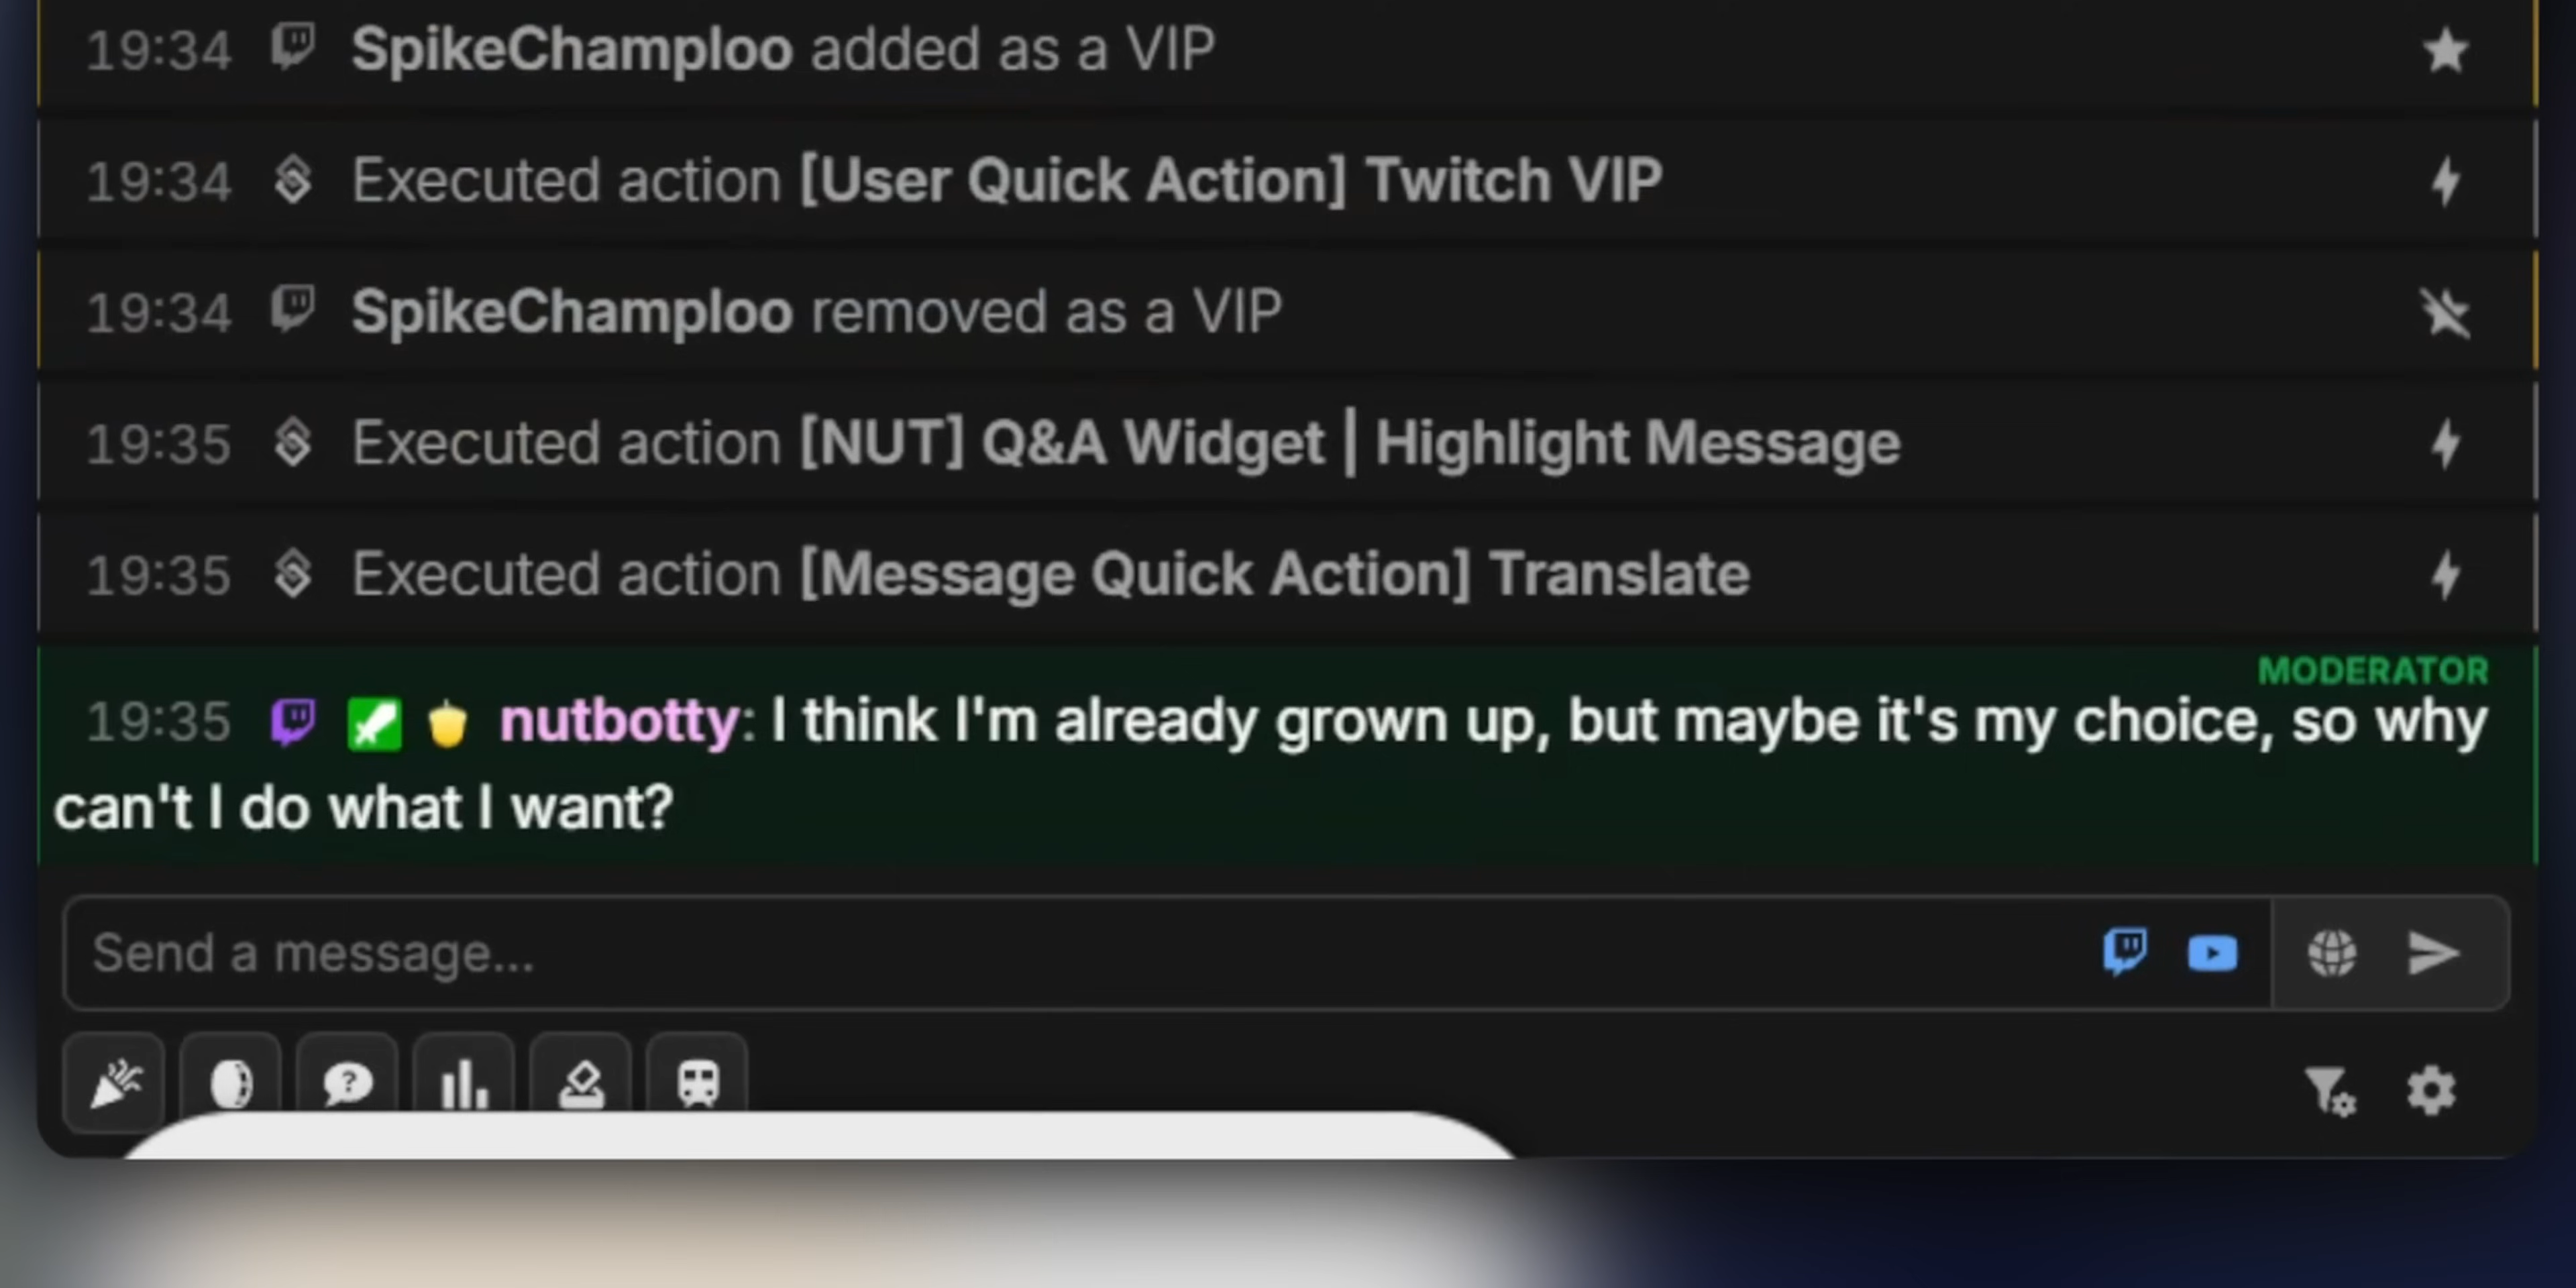 19:34 SpikeChamploo added as a VIP
19:34 Executed action [User Quick Action] Twitch VIP
19:34 SpikeChamploo removed as a VIP
19:35 Executed action [NUT] Q&A Widget | Highlight Message
19:35 Executed action [Message Quick Action] Translate
MODERATOR
19:35 nutbotty: I think I'm already grown up, but maybe it's my choice, so why
can't I do what I want?
Send a message...